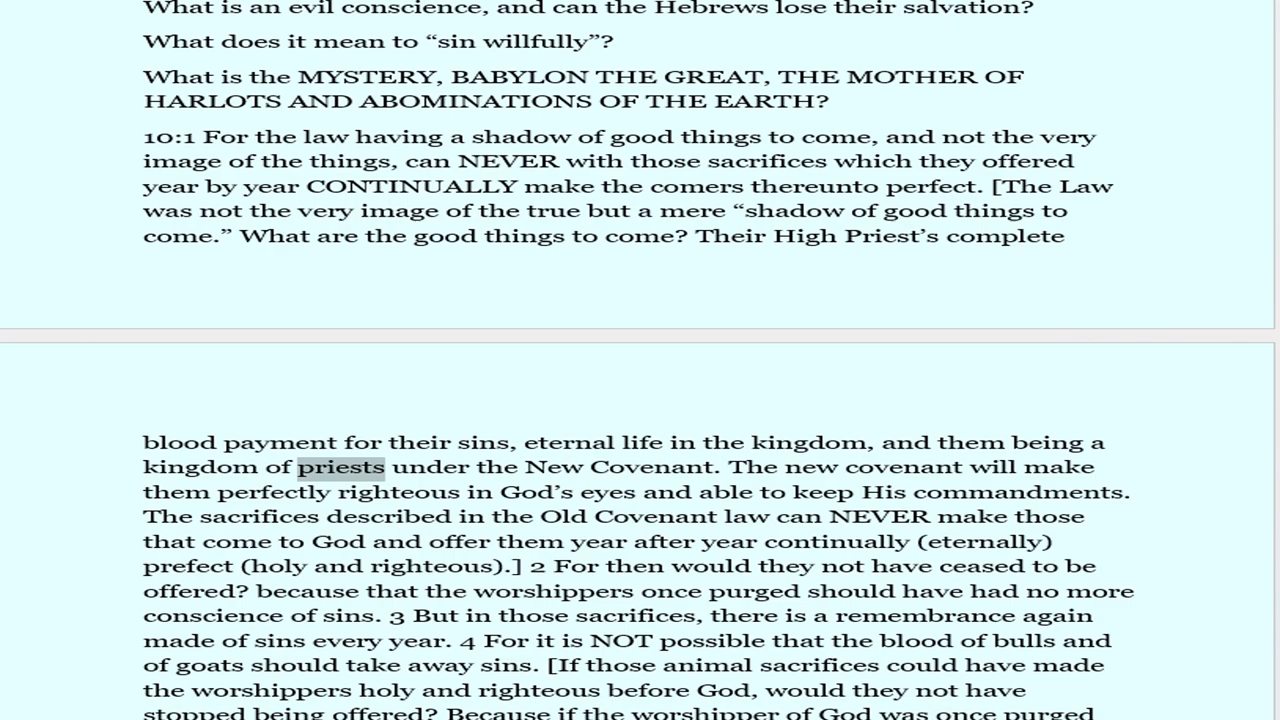 What is an evil conscience, and can the Hebrews lose their salvation?
What does it mean to “sin willfully”?
What is the MYSTERY, BABYLON THE GREAT, THE MOTHER OF
HARLOTS AND ABOMINATIONS OF THE EARTH?
10:1 For the law having a shadow of good things to come, and not the very
image of the things, can NEVER with those sacrifices which they offered
year by year CONTINUALLY make the comers thereunto perfect. [The Law
was not the very image of the true but a mere “shadow of good things to
come.” What are the good things to come? Their High Priest’s complete
blood payment for their sins, eternal life in the kingdom, and them being a
kingdom of priests under the New Covenant. The new covenant will make
them perfectly righteous in God’s eyes and able to keep His commandments.
The sacrifices described in the Old Covenant law can NEVER make those
that come to God and offer them year after year continually (eternally)
prefect (holy and righteous).] 2 For then would they not have ceased to be
offered? because that the worshippers once purged should have had no more
conscience of sins. 3 But in those sacrifices, there is a remembrance again
made of sins every year. 4 For it is NOT possible that the blood of bulls and
of goats should take away sins. [If those animal sacrifices could have made
the worshippers holy and righteous before God, would they not have
stopped being offered? Because if the worshipper of God was once purged